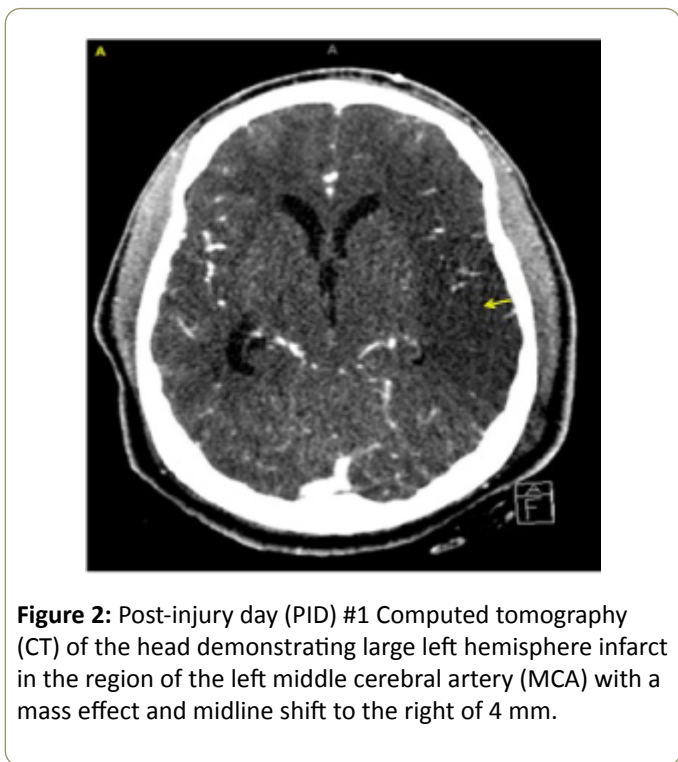 A
A
A
F
Figure 2: Post-injury day (PID) #1 Computed tomography
(CT) of the head demonstrating large left hemisphere infarct
in the region of the left middle cerebral artery (MCA) with a
mass effect and midline shift to the right of 4 mm.